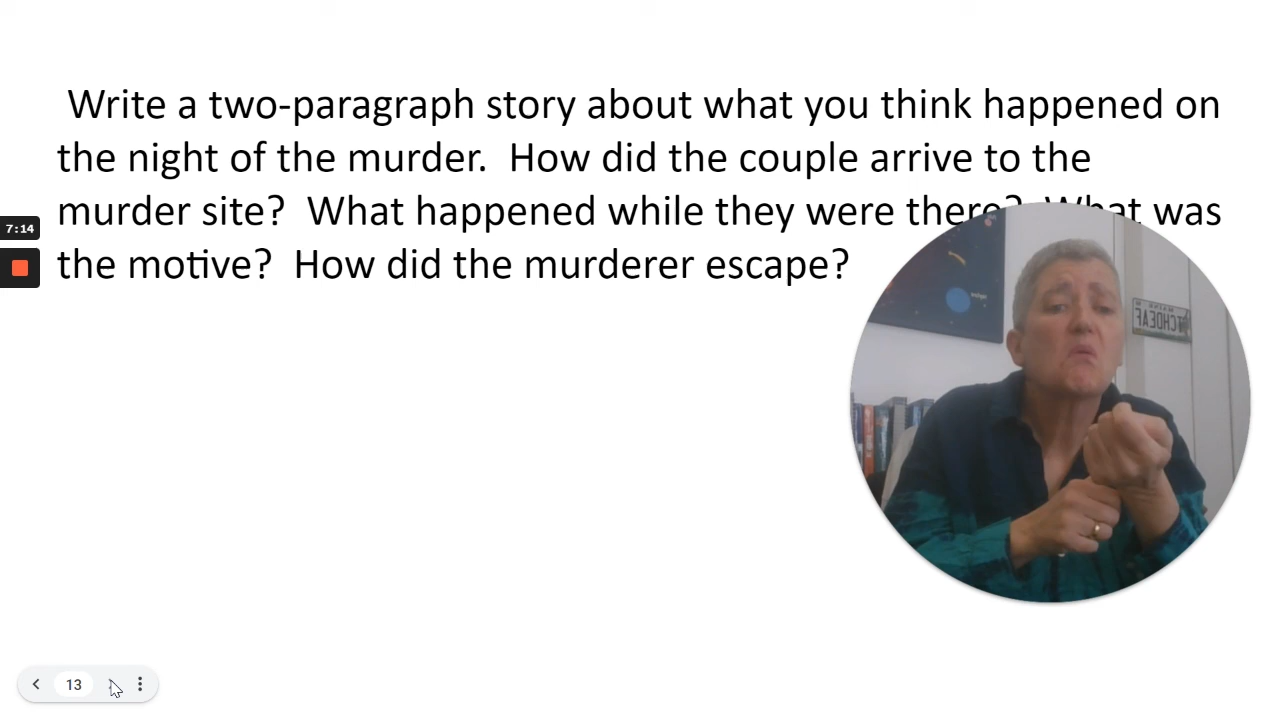 Write a two-paragraph story about what you think happened on
the night of the murder.  How did the couple arrive to the
murder site?  What happened while they were there?  What was
the motive?  How did the murderer escape?
7:14
13